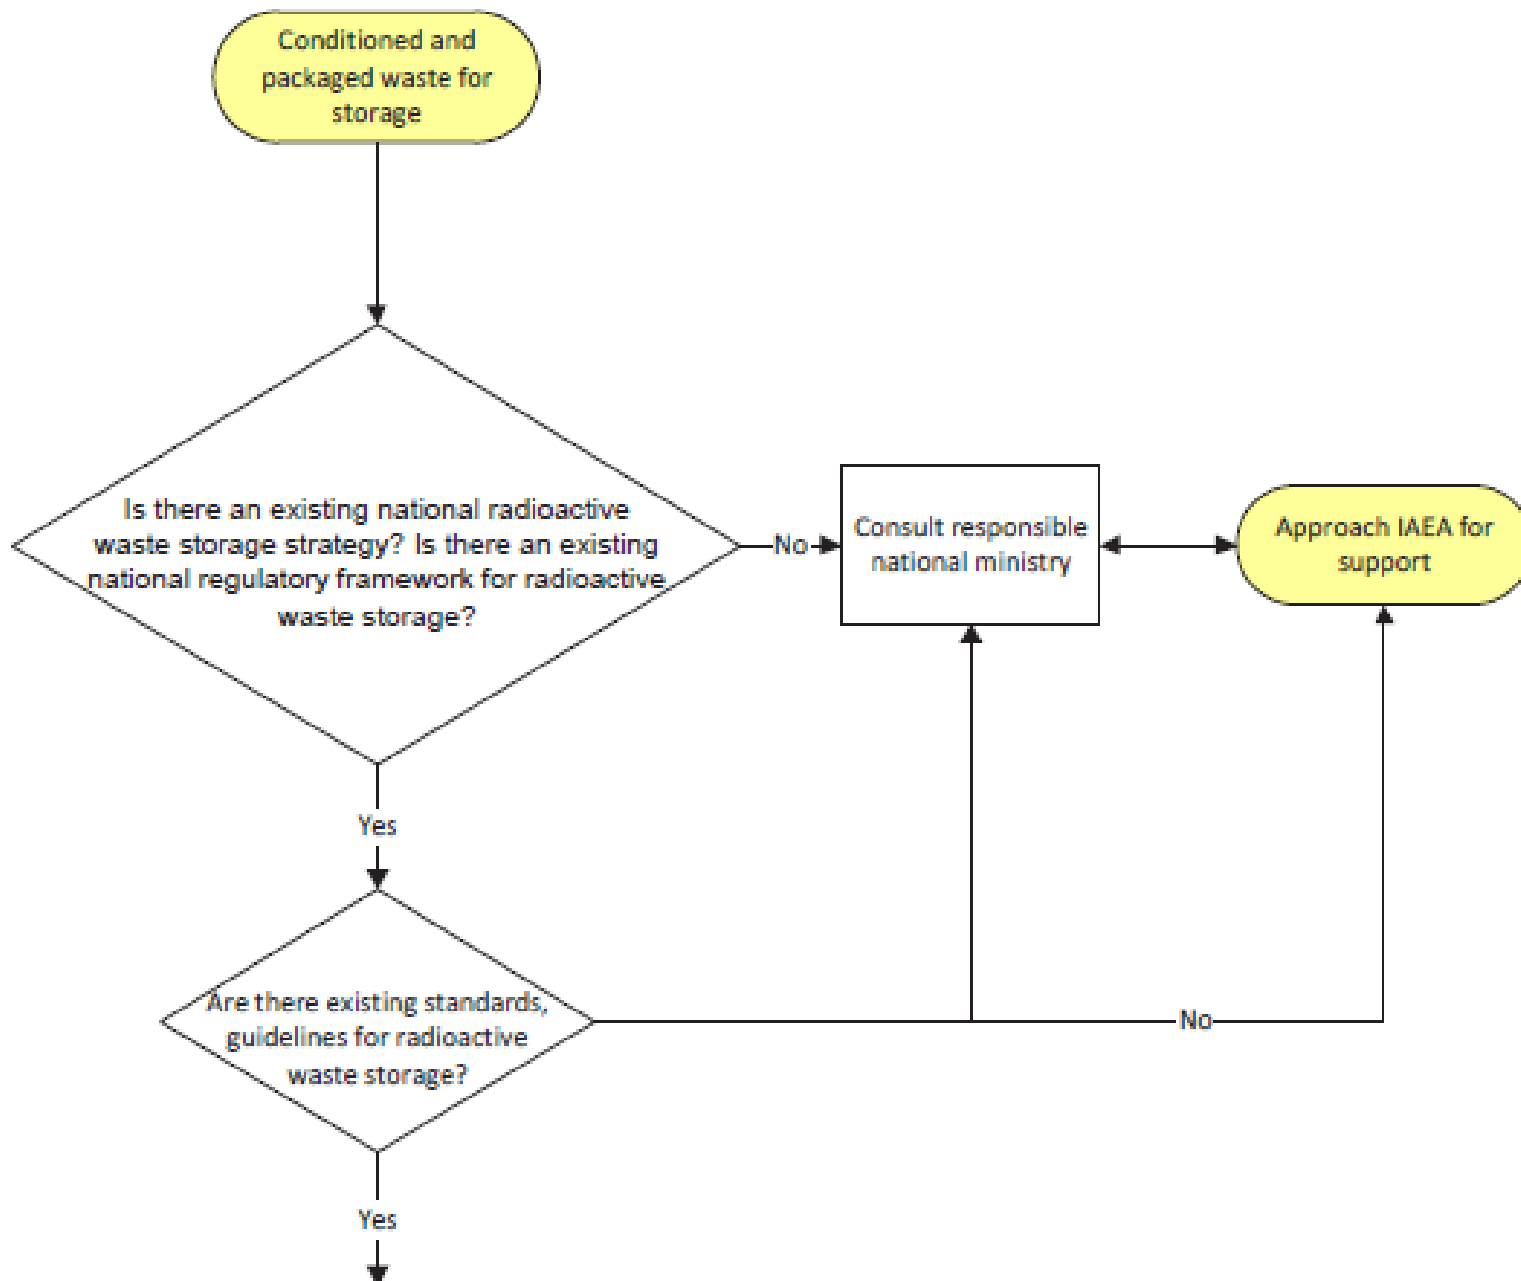 Conditioned and
packaged waste for
storage
Is there an existing national radioactive
waste storage strategy? Is there an existing
national regulatory framework for radioactive
waste storage?
No
Consult responsible
national ministry
Approach IAEA for
support
Yes
Are there existing standards,
guidelines for radioactive
waste storage?
No
Yes